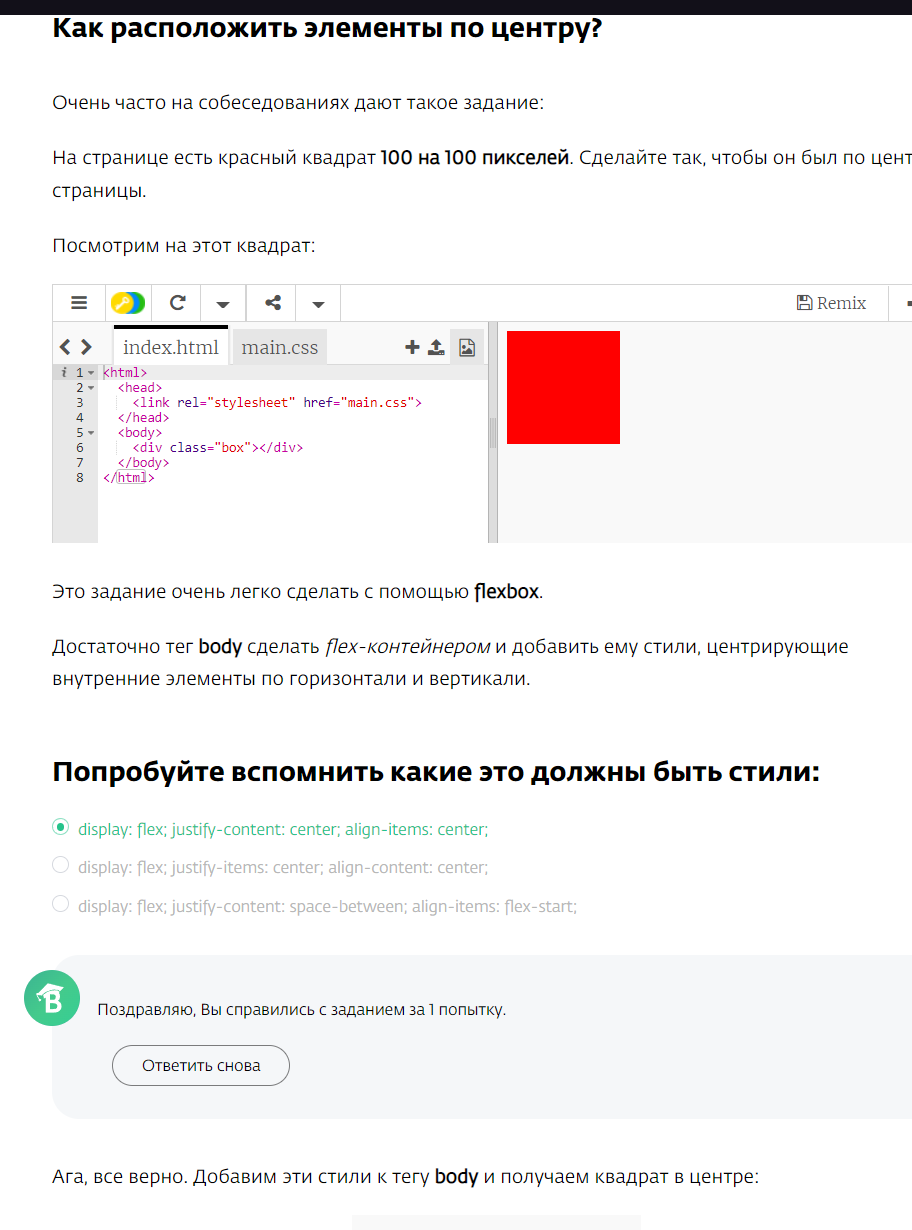 Как расположить элементы по центру?
Очень часто на собеседованиях дают такое задание:
На странице есть красный квадрат 100 на 100 пикселей. Сделайте так, чтобы он был по цент
страницы.
Посмотрим на этот квадрат:
Remix
index.html main.css
i 1 <html>
2 <head>
3 <link rel="stylesheet" href="main.css">
4 </head>
5 <body>
6 <div class="box"></div>
7 </body>
8 </html>
Это задание очень легко сделать с помощью flexbox.
Достаточно тег body сделать flex-контейнером и добавить ему стили, центрирующие
внутренние элементы по горизонтали и вертикали.
Попробуйте вспомнить какие это должны быть стили:
display: flex; justify-content: center; align-items: center;
display: flex; justify-items: center; align-content: center;
display: flex; justify-content: space-between; align-items: flex-start;
B
Поздравляю, Вы справились с заданием за 1 попытку.
Ответить снова
Ага, все верно. Добавим эти стили к тегу body и получаем квадрат в центре: